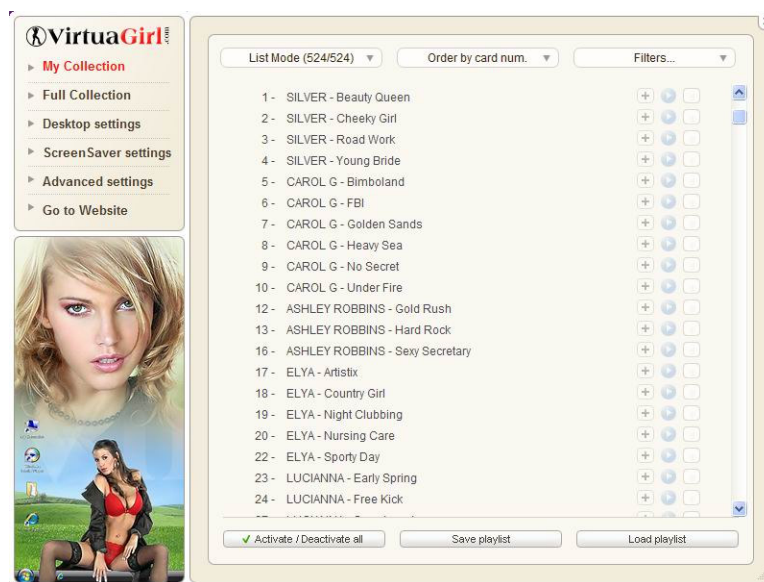 VirtuaGirl
My Collection
Full Collection
Desktop settings
ScreenSaver settings
Advanced settings
Go to Website
List Mode (524/524)
Order by card num.
Filters...
1 - SILVER - Beauty Queen
2 - SILVER - Cheeky Girl
3 - SILVER - Road Work
4 - SILVER - Young Bride
5 - CAROL G - Bimboland
6 - CAROL G - FBI
7 - CAROL G - Golden Sands
8 - CAROL G - Heavy Sea
9 - CAROL G - No Secret
10 - CAROL G - Under Fire
12 - ASHLEY ROBBINS - Gold Rush
13 - ASHLEY ROBBINS - Hard Rock
16 - ASHLEY ROBBINS - Sexy Secretary
17 - ELYA - Artistix
18 - ELYA - Country Girl
19 - ELYA - Night Clubbing
20 - ELYA - Nursing Care
22 - ELYA - Sporty Day
23 - LUCIANNA - Early Spring
24 - LUCIANNA - Free Kick
Activate / Deactivate all
Save playlist
Load playlist